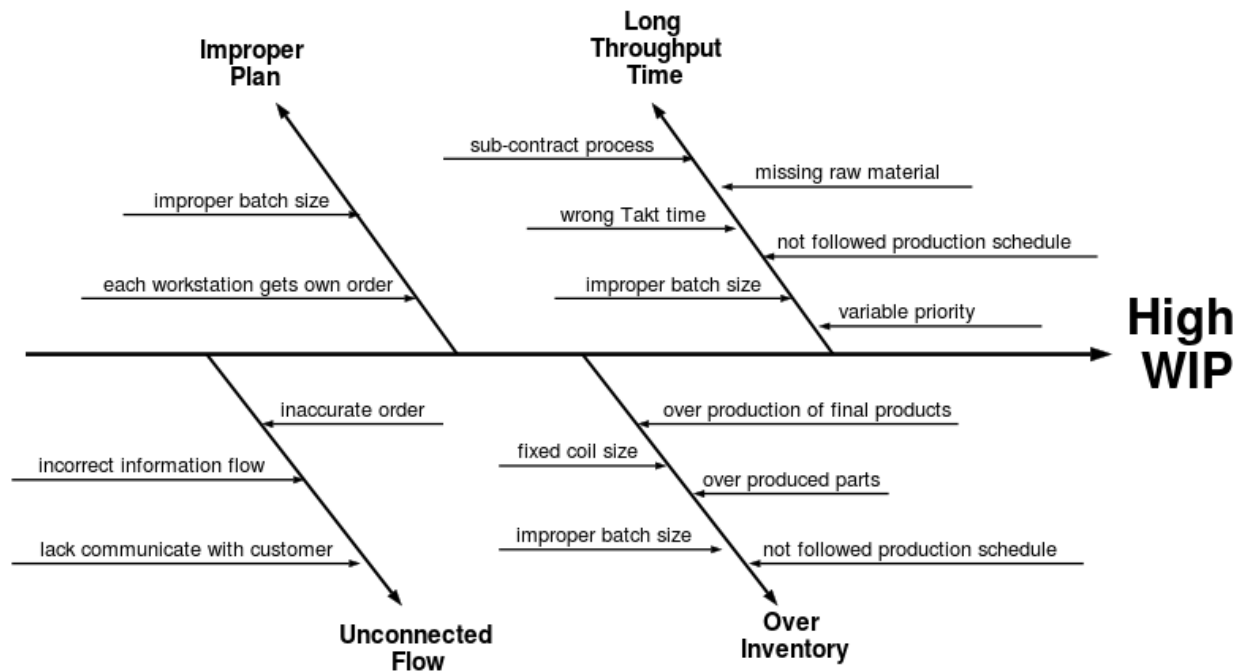 Improper
Plan
Long
Throughput
Time
sub-contract process
missing raw material
improper batch size
wrong Takt time
not followed production schedule
each workstation gets own order
improper batch size
variable priority
High
WIP
inaccurate order
over production of final products
fixed coil size
incorrect information flow
over produced parts
improper batch size
lack communicate with customer
not followed production schedule
Unconnected
Flow
Over
Inventory